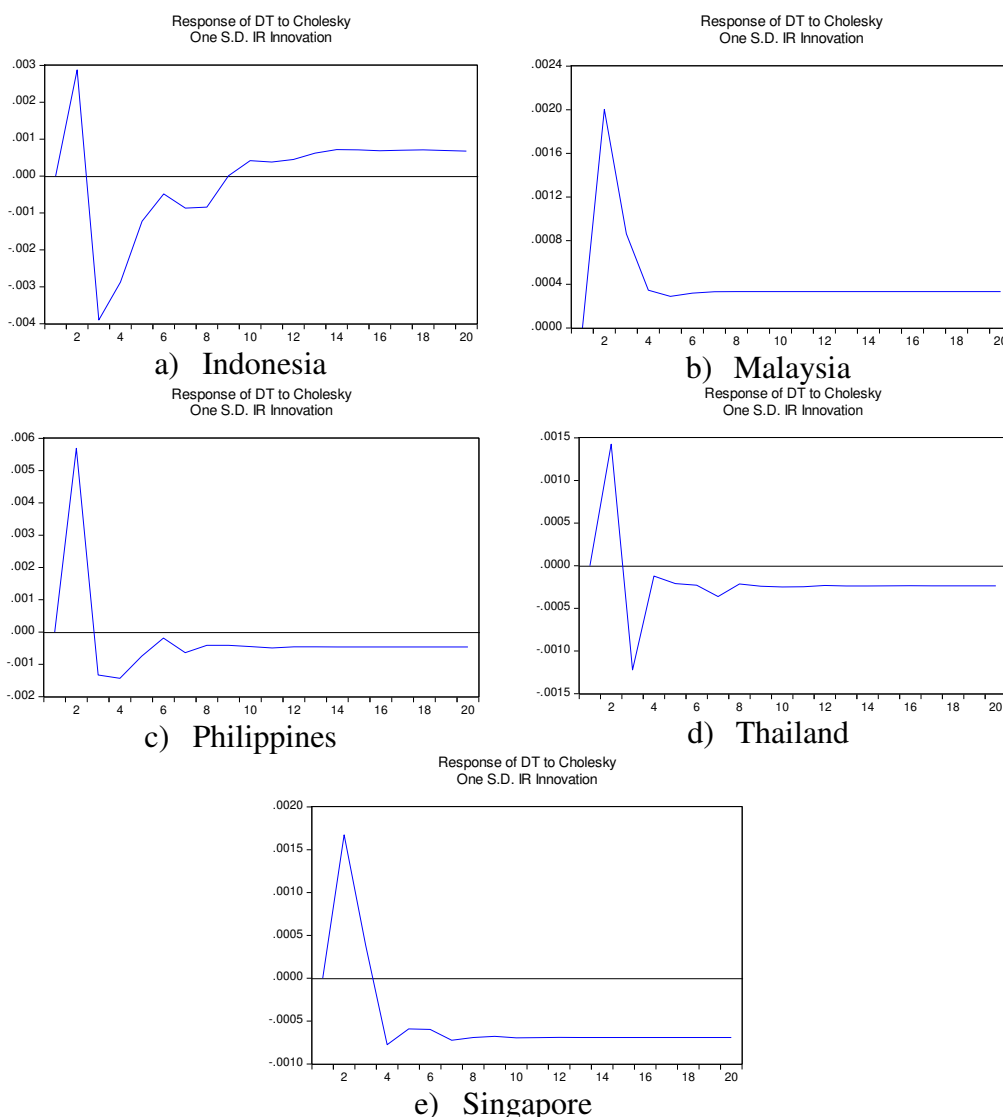 Response of DT to Cholesky
One S.D. IR Innovation
.003
.002
.001
.000
-.001
-.002
-.003
-.004
2 4 6 8 10 12 14 16 18 20
a) Indonesia
Response of DT to Cholesky
One S.D. IR Innovation
.0024
.0020
.0016
.0012
.0008
.0004
.0000
2 4 6 8 10 12 14 16 18 20
b) Malaysia
Response of DT to Cholesky
One S.D. IR Innovation
.006
.005
.004
.003
.002
.001
.000
-.001
-.002
2 4 6 8 10 12 14 16 18 20
c) Philippines
Response of DT to Cholesky
One S.D. IR Innovation
.0015
.0010
.0005
.0000
-.0005
-.0010
-.0015
2 4 6 8 10 12 14 16 18 20
d) Thailand
Response of DT to Cholesky
One S.D. IR Innovation
.0020
.0015
.0010
.0005
.0000
-.0005
-.0010
2 4 6 8 10 12 14 16 18 20
e) Singapore